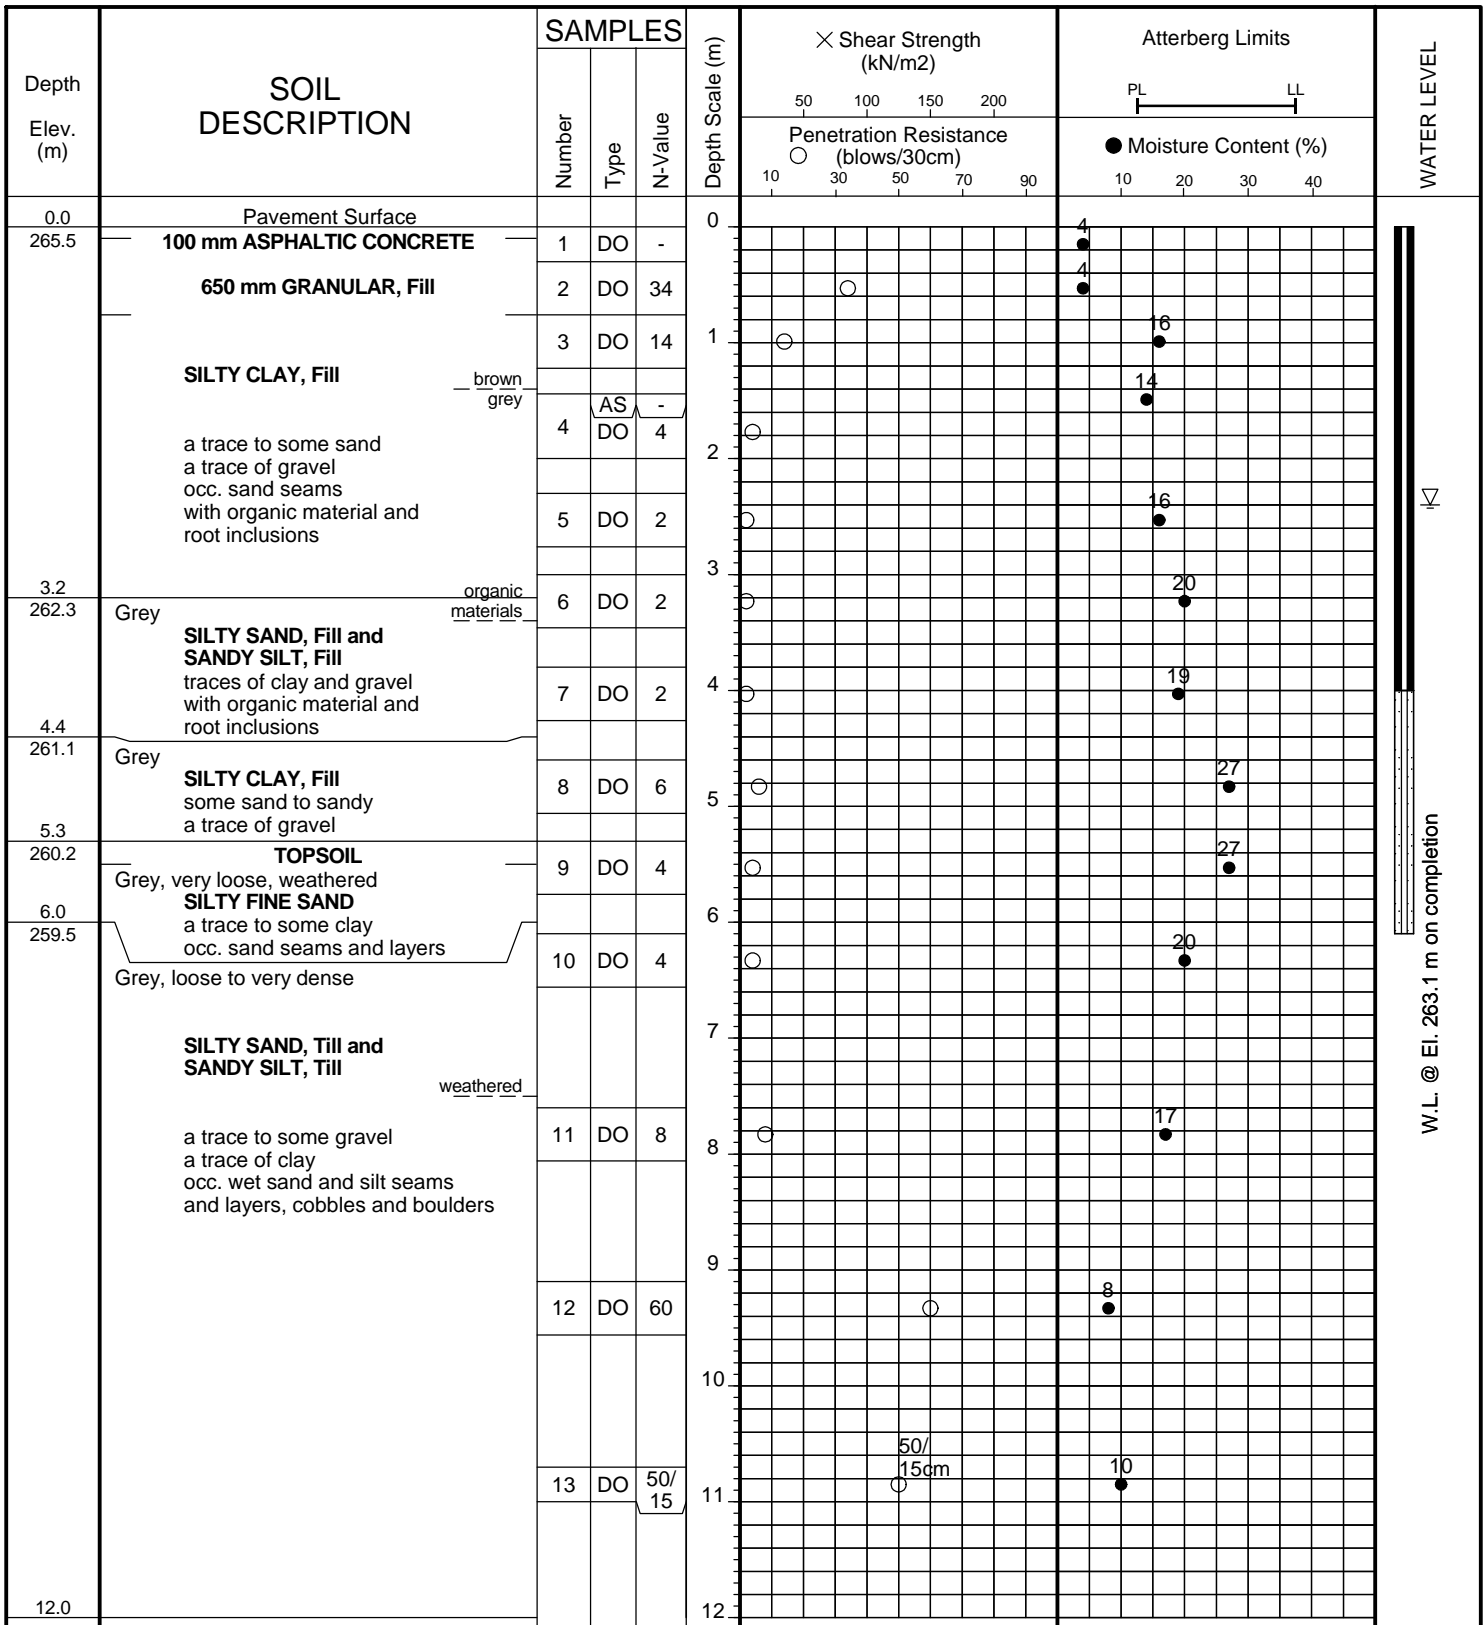 SAMPLES
Depth
Elev.
(m)
SOIL
DESCRIPTION
Number
Type
N-Value
Depth Scale (m)
× Shear Strength
(kN/m2)
50 100 150 200
Penetration Resistance
(blows/30cm)
10 30 50 70 90
Atterberg Limits
PL LL
Moisture Content (%)
10 20 30 40
WATER LEVEL
0.0 Pavement Surface 0
265.5 100 mm ASPHALTIC CONCRETE 1 DO - 4
650 mm GRANULAR, Fill 2 DO 34 4
3 DO 14 1 16
SILTY CLAY, Fill brown
grey
14
AS -
4 DO 4
a trace to some sand
a trace of gravel 2
occ. sand seams
with organic material and
root inclusions
5 DO 2 16
3
3.2 organic
262.3 Grey materials
6 DO 2 20
SILTY SAND, Fill and
SANDY SILT, Fill
traces of clay and gravel
with organic material and
root inclusions
7 DO 2 4 19
4.4
261.1 Grey
SILTY CLAY, Fill
some sand to sandy
a trace of gravel
8 DO 6 27
5
5.3
260.2 TOPSOIL
9 DO 4 27
Grey, very loose, weathered
SILTY FINE SAND
6.0 a trace to some clay 6
259.5 occ. sand seams and layers
10 DO 4 20
Grey, loose to very dense
7
SILTY SAND, Till and
SANDY SILT, Till
weathered
11 DO 8 17
a trace to some gravel
a trace of clay 8
occ. wet sand and silt seams
and layers, cobbles and boulders
9
12 DO 60 8
10
50/
15cm
13 DO 50/
15
10
11
12.0 12
W.L. @ El. 263.1 m on completion